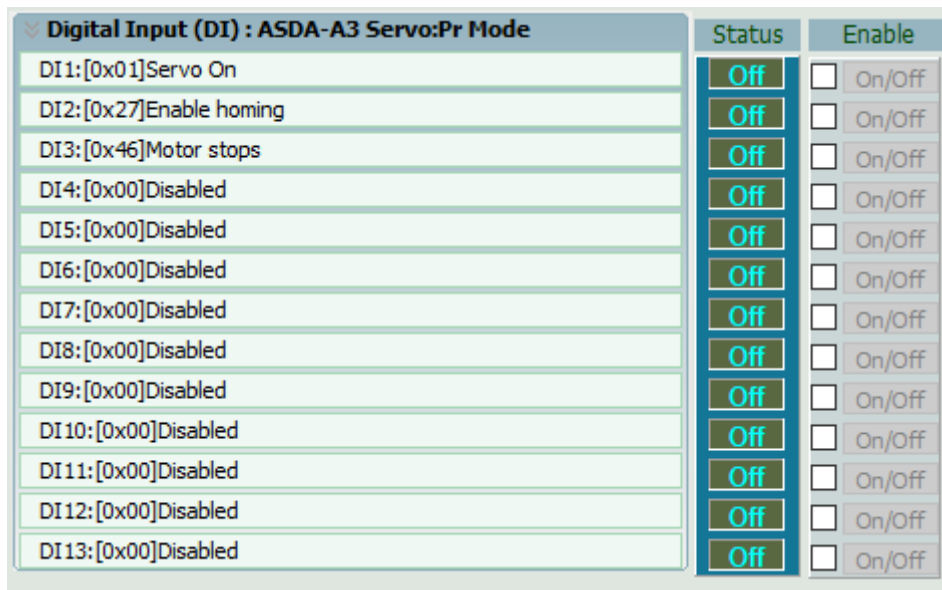 Digital Input (DI) : ASDA-A3 Servo:Pr Mode Status Enable
DI1:[0x01]Servo On Off On/Off
DI2:[0x27]Enable homing Off On/Off
DI3:[0x46]Motor stops Off On/Off
DI4:[0x00]Disabled Off On/Off
DI5:[0x00]Disabled Off On/Off
DI6:[0x00]Disabled Off On/Off
DI7:[0x00]Disabled Off On/Off
DI8:[0x00]Disabled Off On/Off
DI9:[0x00]Disabled Off On/Off
DI10:[0x00]Disabled Off On/Off
DI11:[0x00]Disabled Off On/Off
DI12:[0x00]Disabled Off On/Off
DI13:[0x00]Disabled Off On/Off